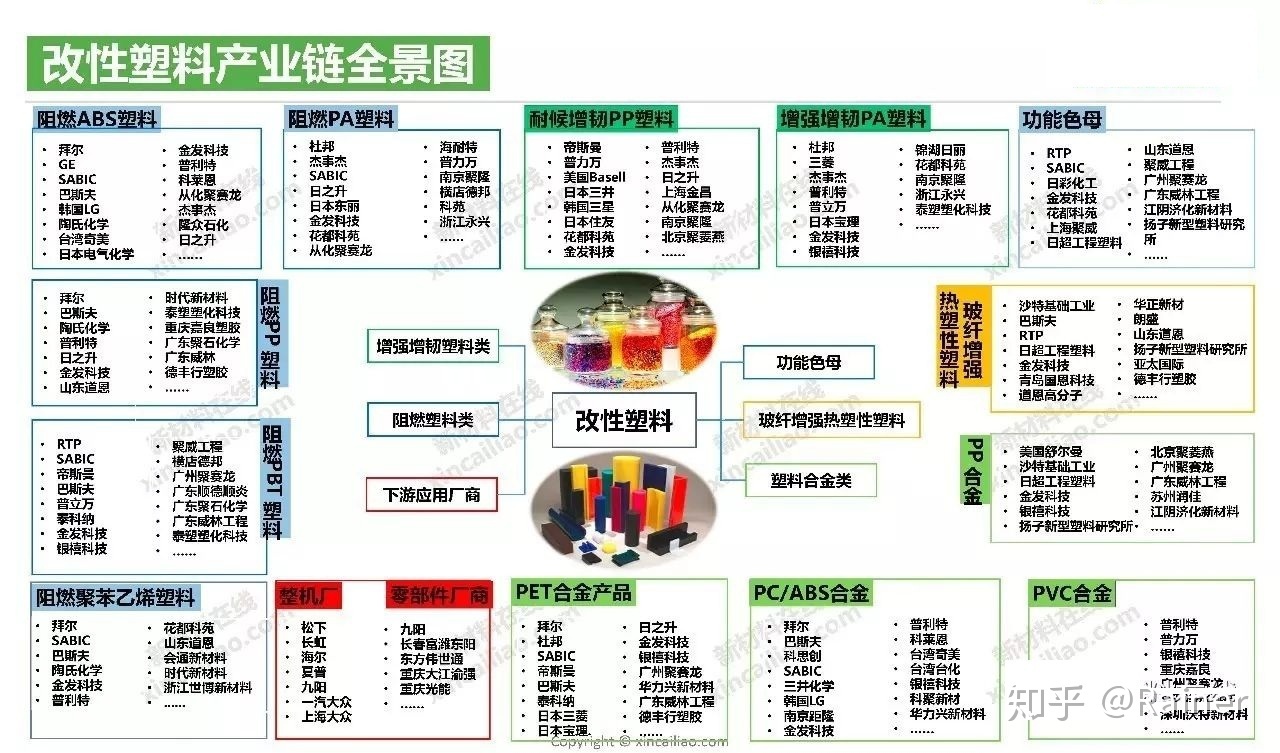 改性塑料产业链全景图
阻燃ABS塑料
拜尔
GE
SABIC
巴斯夫
韩国LG
陶氏化学
台湾奇美
日本电气化学
金发科技
普利特
科莱恩
从化聚赛龙
杰事杰
隆众石化
日之升
......
阻燃PA塑料
杜邦
杰事杰
SABIC
日之升
日本东丽
金发科技
花都科苑
从化聚赛龙
海耐特
普力万
南京聚隆
横店德邦
科苑
浙江永兴
......
耐候增韧PP塑料
帝斯曼
普力万
美国Basell
日本三井
韩国三星
日本住友
花都科苑
金发科技
普利特
杰事杰
日之升
上海金昌
从化聚赛龙
南京聚隆
北京聚菱燕
......
增强增韧PA塑料
杜邦
三菱
杰事杰
普利特
普立万
日本宝理
金发科技
银禧科技
锦湖日丽
花都科苑
南京聚隆
浙江永兴
泰塑塑化科技
......
功能色母
RTP
SABIC
日彩化工
金发科技
花都科苑
上海聚威
日超工程塑料
山东道恩
聚威工程
广州聚赛龙
广东威林工程
江阴济化新材料
扬子新型塑料研究
所
......
阻燃PP塑料
拜尔
巴斯夫
陶氏化学
普利特
日之升
金发科技
山东道恩
时代新材料
泰塑塑化科技
重庆嘉良塑胶
广东聚石化学
广东威林
德丰行塑胶
......
增强增韧塑料类
阻燃塑料类
下游应用厂商
改性塑料
功能色母
玻纤增强热塑性塑料
塑料合金类
玻纤增强
热塑性塑料
沙特基础工业
巴斯夫
RTP
日超工程塑料
金发科技
青岛国恩科技
道恩高分子
华正新材
朗盛
山东道恩
扬子新型塑料研究所
亚太国际
德丰行塑胶
......
阻燃PBT塑料
RTP
SABIC
帝斯曼
巴斯夫
普立万
泰科纳
金发科技
银禧科技
聚威工程
横店德邦
广州聚赛龙
广东顺德顺炎
广东聚石化学
广东威林工程
泰塑塑化科技
......
PP合金
美国舒尔曼
沙特基础工业
日超工程塑料
金发科技
银禧科技
扬子新型塑料研究所
北京聚菱燕
广州聚赛龙
广东威林工程
苏州润佳
江阴济化新材料
......
阻燃聚苯乙烯塑料
拜尔
SABIC
巴斯夫
陶氏化学
金发科技
普利特
花都科苑
山东道恩
会通新材料
时代新材料
浙江世博新材料
......
整机厂
松下
长虹
海尔
夏普
九阳
一汽大众
上海大众
零部件厂商
九阳
长春富潍东阳
东方伟世通
重庆大江渝强
重庆光能
......
PET合金产品
拜尔
杜邦
SABIC
帝斯曼
巴斯夫
泰科纳
日本三菱
日本宝理
日之升
金发科技
银禧科技
广州聚赛龙
华力兴新材料
广东威林工程
德丰行塑胶
......
PC/ABS合金
拜尔
巴斯夫
科思创
SABIC
三井化学
韩国LG
南京距隆
金发科技
普利特
科莱恩
台湾奇美
台湾台化
银禧科技
科聚新材
华力兴新材料
......
PVC合金
普利特
普力万
银禧科技
重庆嘉良
广州聚赛龙
深圳沃特新材料
......
知乎 @Rainer
Copyright © xincailiao.com
新材料在线
xincailiao.com